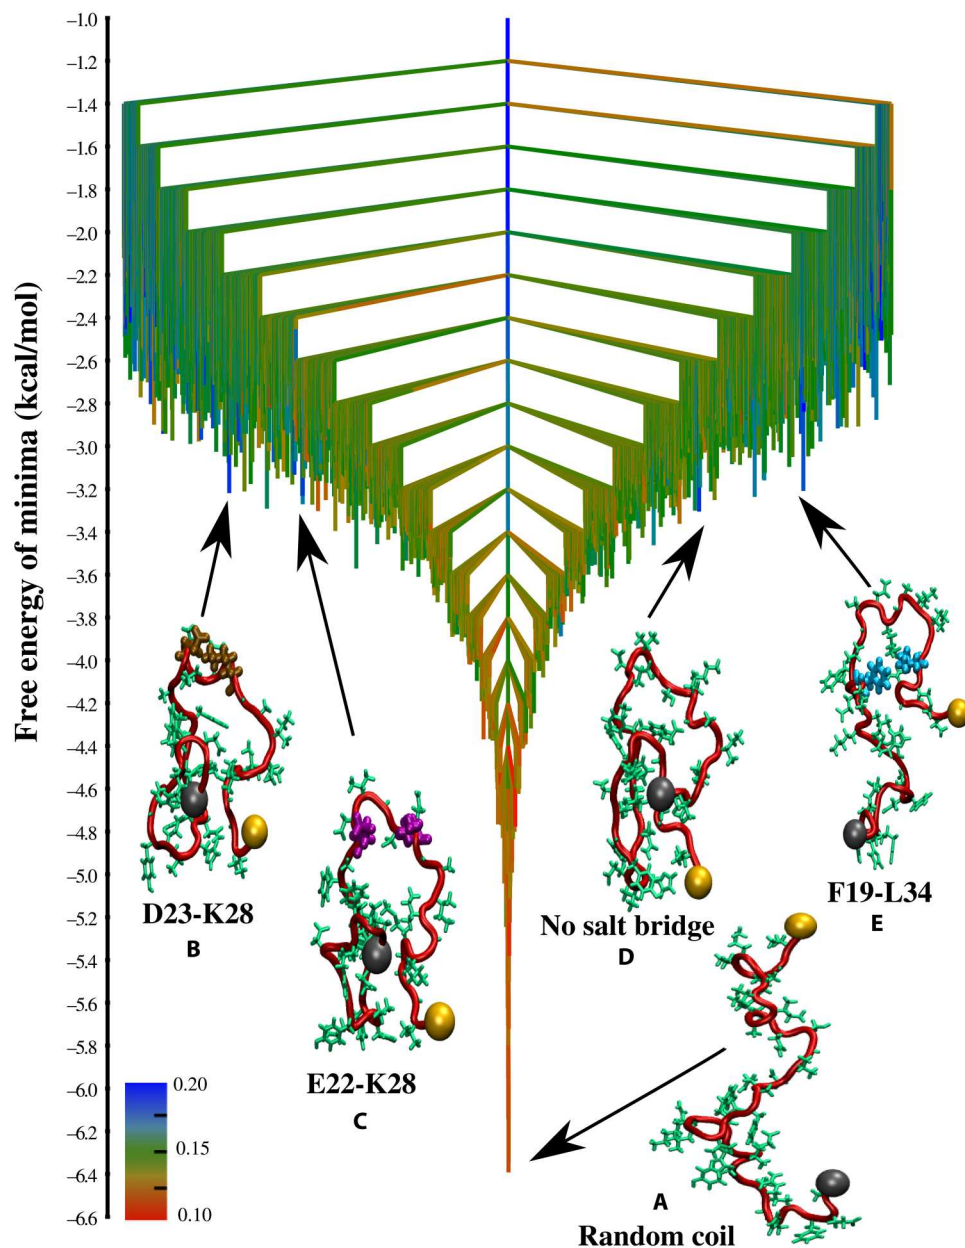 Free energy of minima (kcal/mol)
–1.0
–1.2
–1.4
–1.6
–1.8
–2.0
–2.2
–2.4
–2.6
–2.8
–3.0
–3.2
–3.4
–3.6
–3.8
–4.0
–4.2
–4.4
–4.6
–4.8
–5.0
–5.2
–5.4
–5.6
–5.8
–6.0
–6.2
–6.4
–6.6
D23-K28
B
E22-K28
C
No salt bridge
D
F19-L34
E
A
Random coil
0.20
0.15
0.10